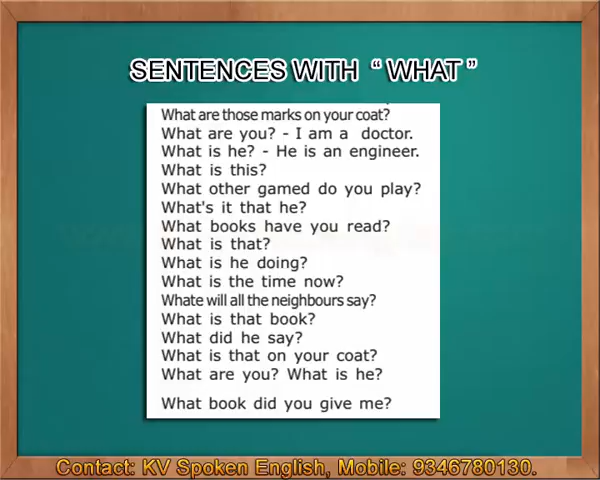 SENTENCES WITH “ WHAT ”
What are those marks on your coat?
What are you? - I am a doctor.
What is he? - He is an engineer.
What is this?
What other gamed do you play?
What's it that he?
What books have you read?
What is that?
What is he doing?
What is the time now?
Whate will all the neighbours say?
What is that book?
What did he say?
What is that on your coat?
What are you? What is he?
What book did you give me?
Contact: KV Spoken English, Mobile: 9346780130.